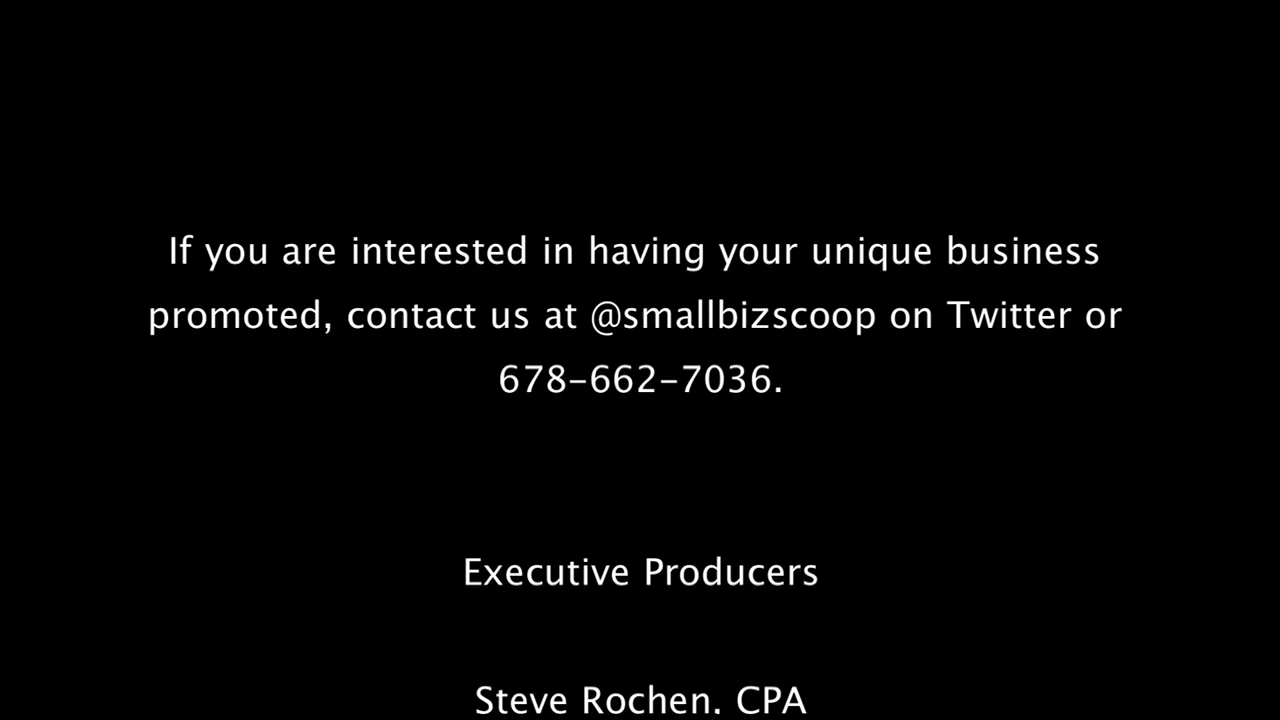 If you are interested in having your unique business
promoted, contact us at @smallbizscoop on Twitter or
678-662-7036.
Executive Producers
Steve Rochen, CPA